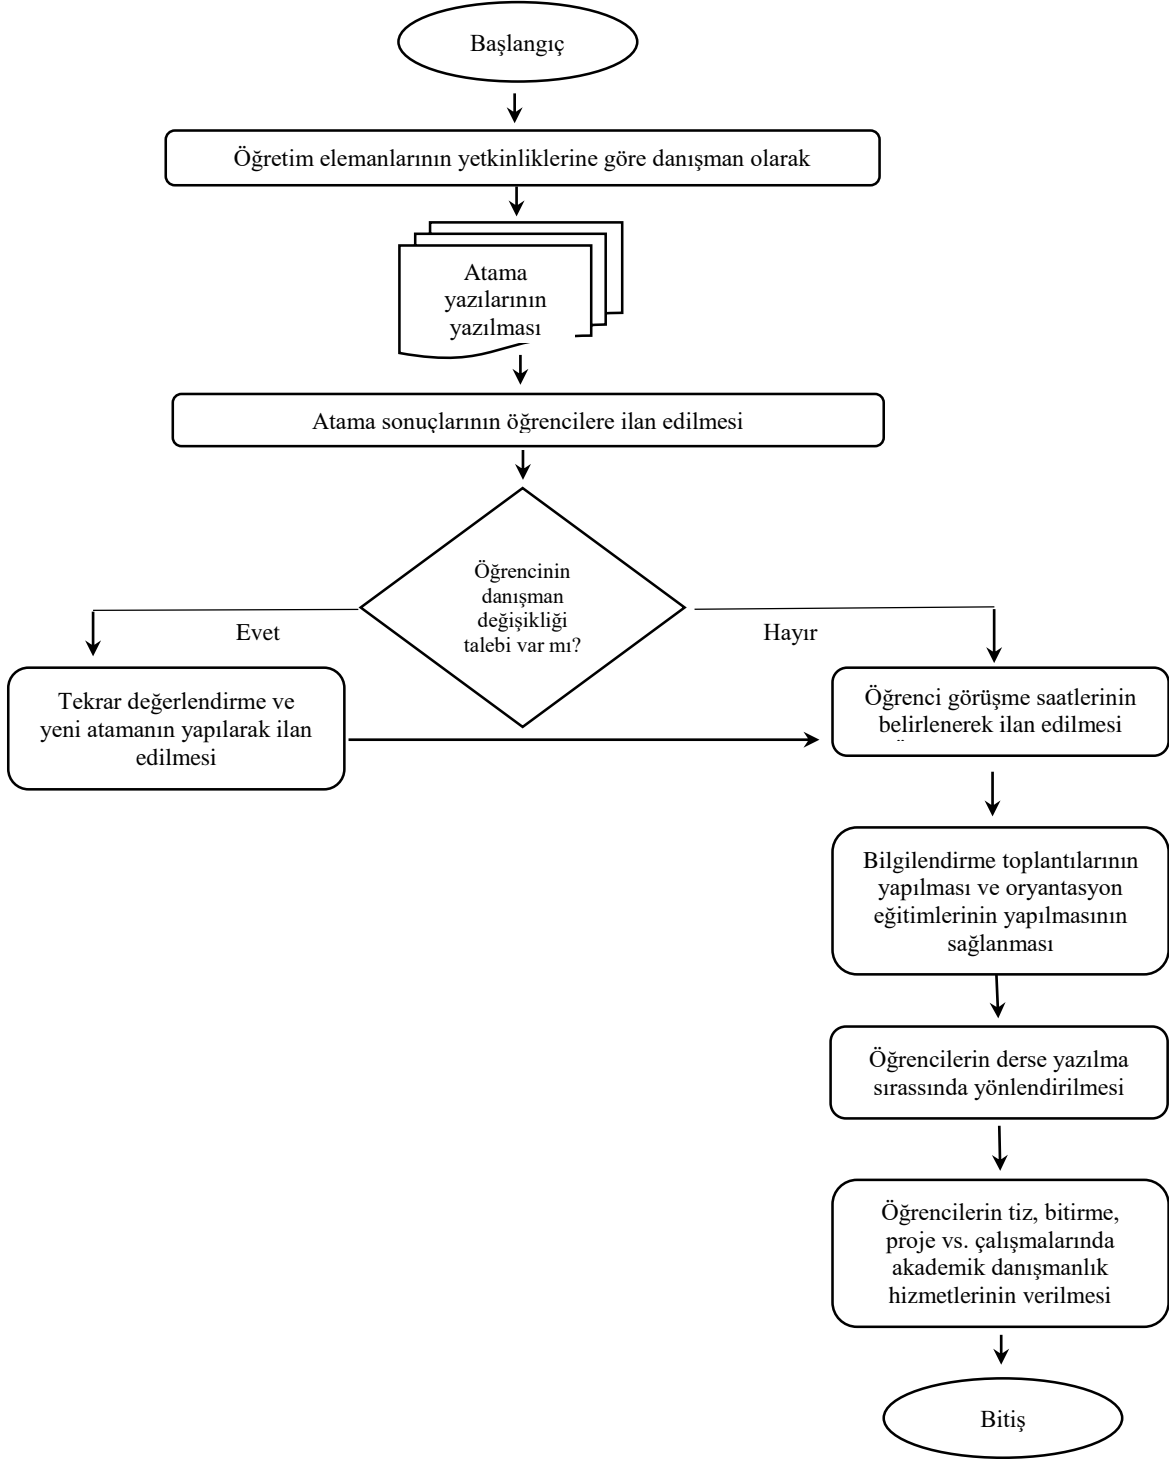 Başlangıç
Öğretim elemanlarının yetkinliklerine göre danışman olarak
Atama
yazılarının
yazılması
Atama sonuçlarının öğrencilere ilan edilmesi
Öğrencinin
danışman
değişikliği
talebi var mı?
Evet
Hayır
Tekrar değerlendirme ve
yeni atamanın yapılarak ilan
edilmesi
Öğrenci görüşme saatlerinin
belirlenerek ilan edilmesi
Bilgilendirme toplantılarının
yapılması ve oryantasyon
eğitimlerinin yapılmasının
sağlanması
Öğrencilerin derse yazılma
sırassında yönlendirilmesi
Öğrencilerin tiz, bitirme,
proje vs. çalışmalarında
akademik danışmanlık
hizmetlerinin verilmesi
Bitiş